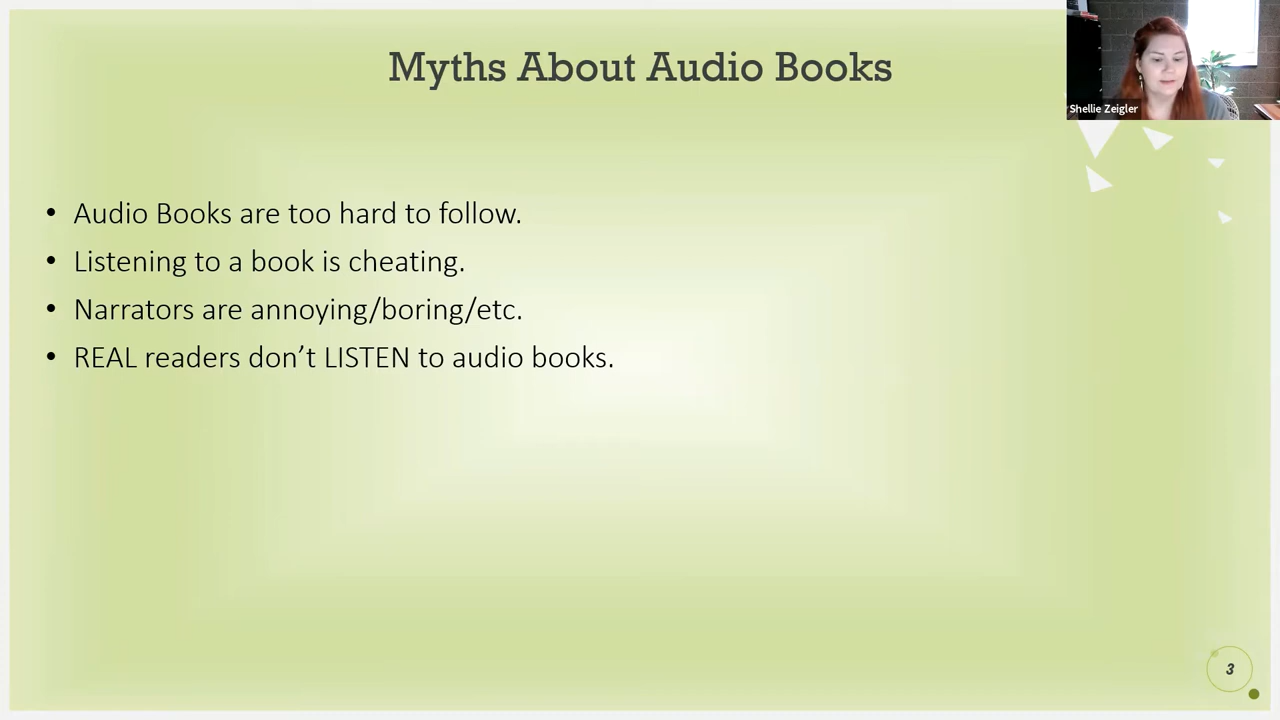 Myths About Audio Books
Shellie Zeigler
• Audio Books are too hard to follow.
• Listening to a book is cheating.
• Narrators are annoying/boring/etc.
• REAL readers don’t LISTEN to audio books.
3